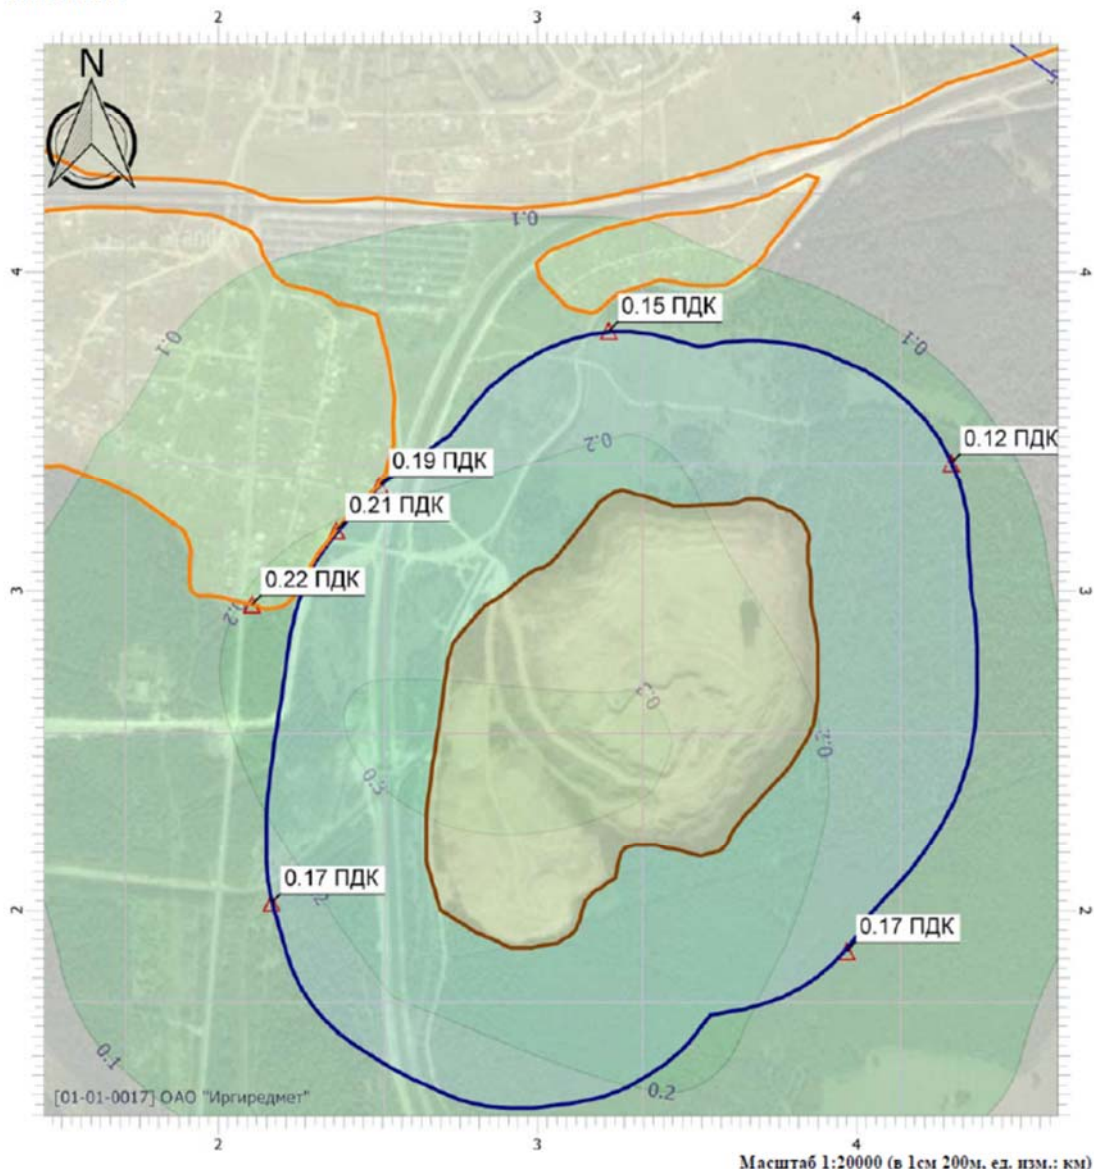 2 3 4
N
0.1
4 4
0.15 ПДК
0.1 0.1
0.2
0.12 ПДК
0.19 ПДК
0.21 ПДК
3 0.22 ПДК 3
0.2
0.3
0.2
0.3
0.17 ПДК
2 2
0.17 ПДК
0.1
0.2
[01-01-0017] ОАО "Иргиредмет"
2 3 4
Масштаб 1:20000 (в 1см 200м, ед. изм.: км)